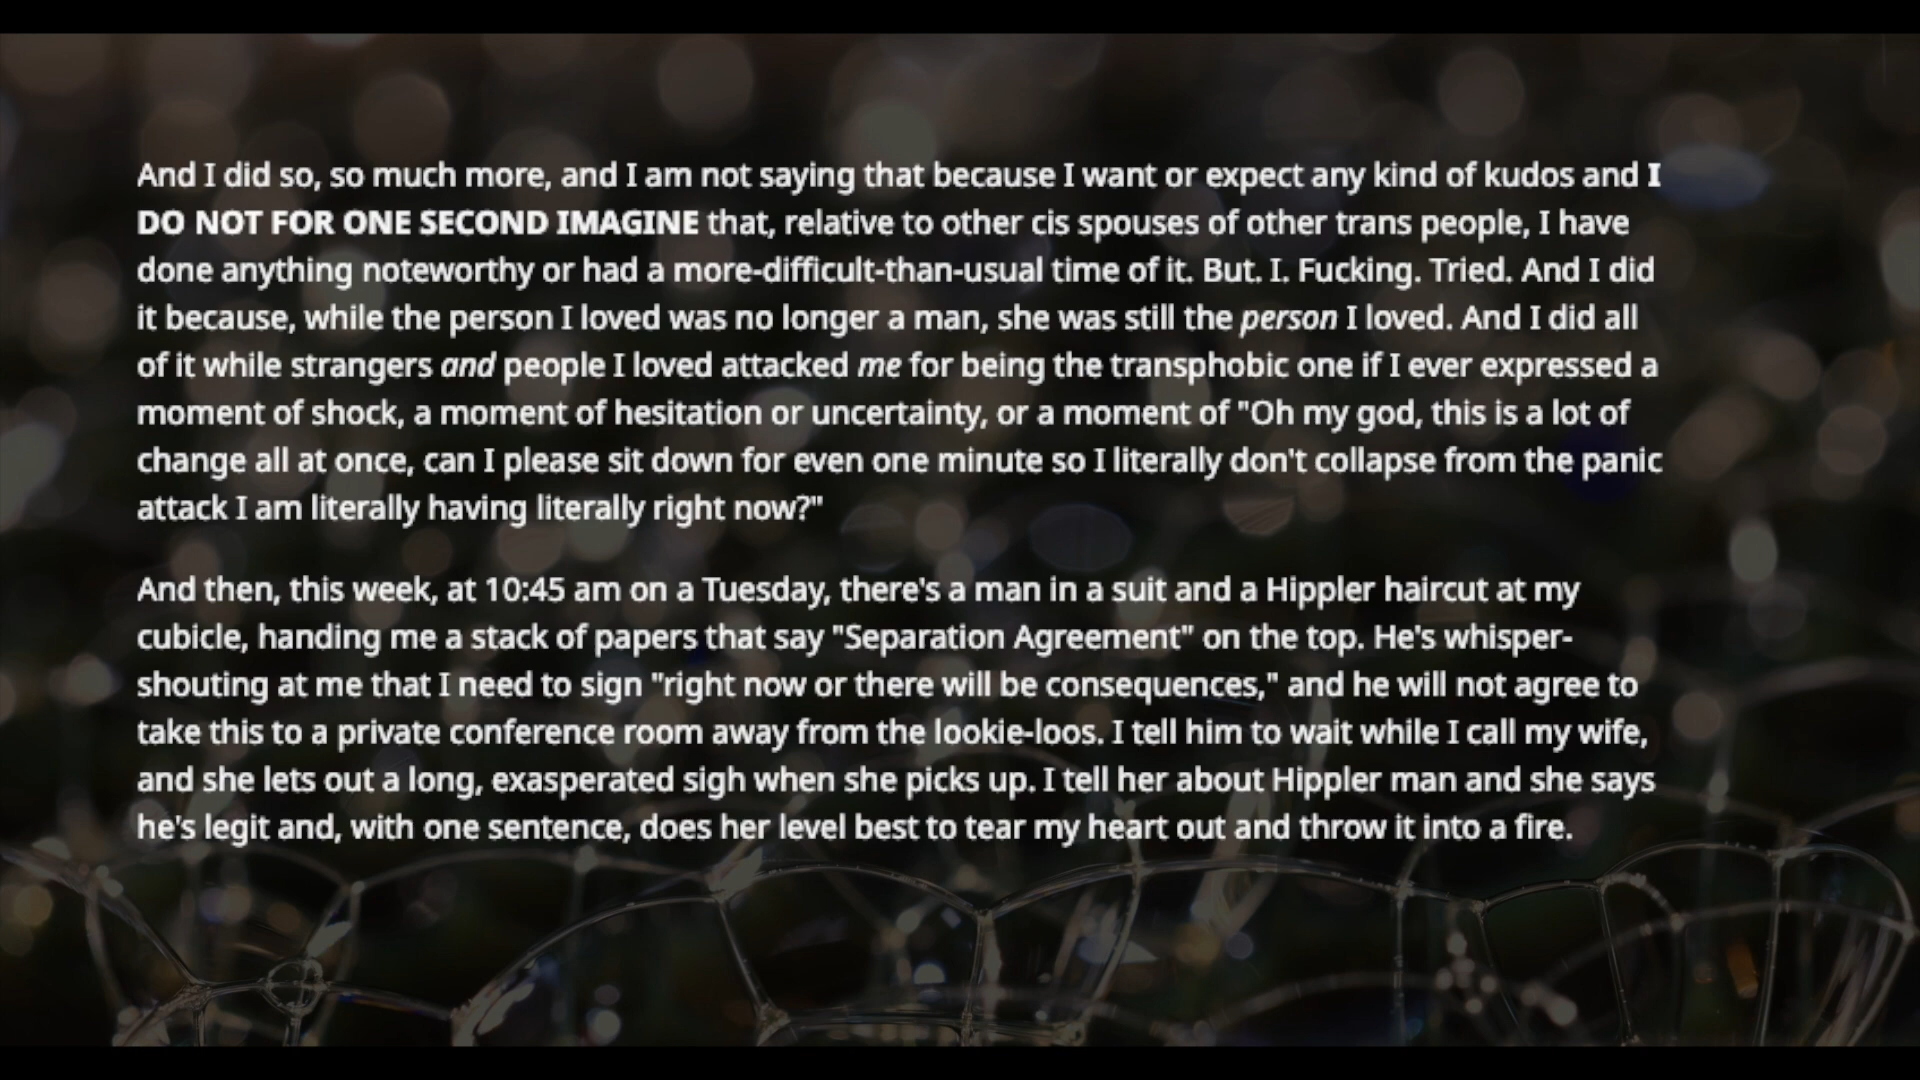 And I did so, so much more, and I am not saying that because I want or expect any kind of kudos and I
DO NOT FOR ONE SECOND IMAGINE that, relative to other cis spouses of other trans people, I have
done anything noteworthy or had a more-difficult-than-usual time of it. But. I. Fucking. Tried. And I did
it because, while the person I loved was no longer a man, she was still the person I loved. And I did all
of it while strangers and people I loved attacked me for being the transphobic one if I ever expressed a
moment of shock, a moment of hesitation or uncertainty, or a moment of "Oh my god, this is a lot of
change all at once, can I please sit down for even one minute so I literally don't collapse from the panic
attack I am literally having literally right now?"
And then, this week, at 10:45 am on a Tuesday, there's a man in a suit and a Hippler haircut at my
cubicle, handing me a stack of papers that say "Separation Agreement" on the top. He's whisper-
shouting at me that I need to sign "right now or there will be consequences," and he will not agree to
take this to a private conference room away from the lookie-loos. I tell him to wait while I call my wife,
and she lets out a long, exasperated sigh when she picks up. I tell her about Hippler man and she says
he's legit and, with one sentence, does her level best to tear my heart out and throw it into a fire.